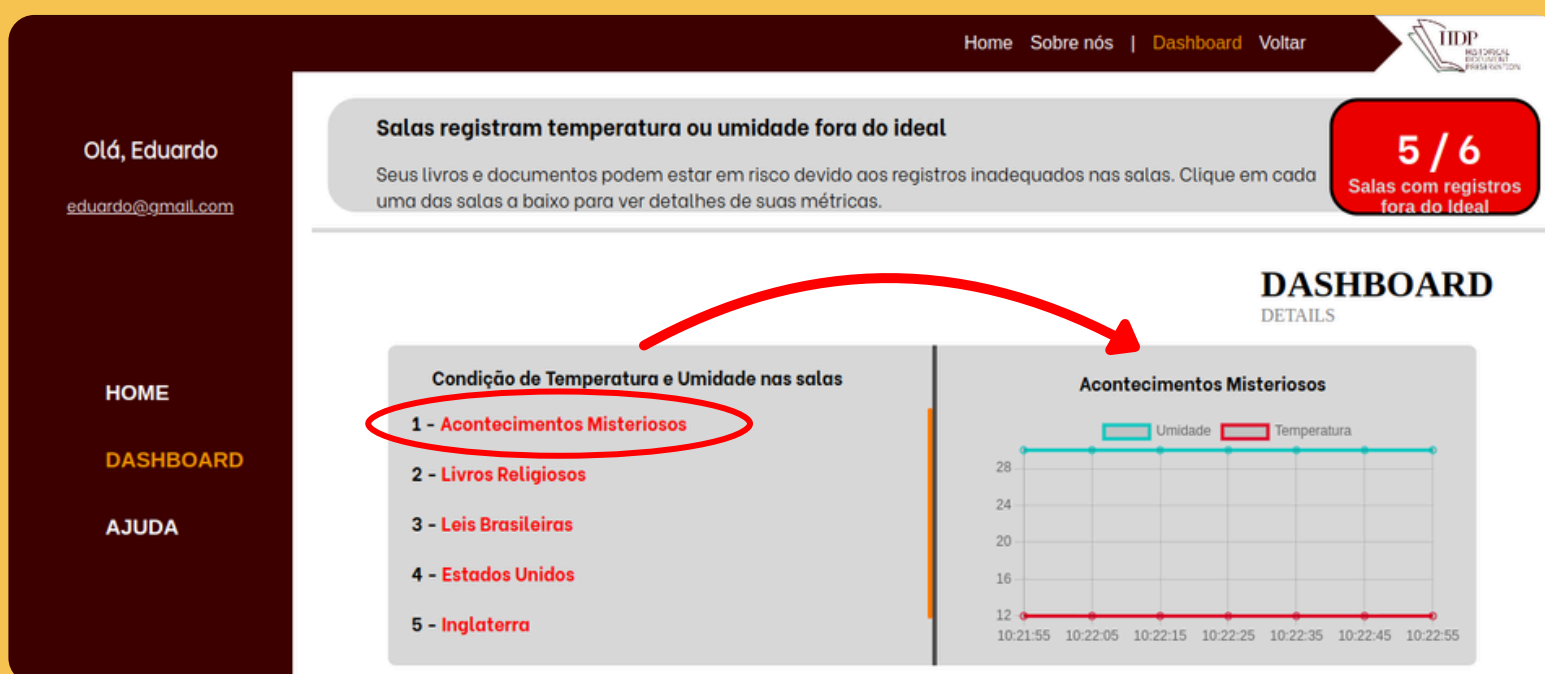 Home Sobre nós | Dashboard Voltar
HDP
HISTORICAL
DOCUMENT
PRESERVATION
Olá, Eduardo
eduardo@gmail.com
HOME
DASHBOARD
AJUDA
Salas registram temperatura ou umidade fora do ideal
Seus livros e documentos podem estar em risco devido aos registros inadequados nas salas. Clique em cada
uma das salas a baixo para ver detalhes de suas métricas.
5 / 6
Salas com registros
fora do Ideal
DASHBOARD
DETAILS
Condição de Temperatura e Umidade nas salas
1 - Acontecimentos Misteriosos
2 - Livros Religiosos
3 - Leis Brasileiras
4 - Estados Unidos
5 - Inglaterra
Acontecimentos Misteriosos
Umidade Temperatura
28
24
20
16
12
10:21:55 10:22:05 10:22:15 10:22:25 10:22:35 10:22:45 10:22:55